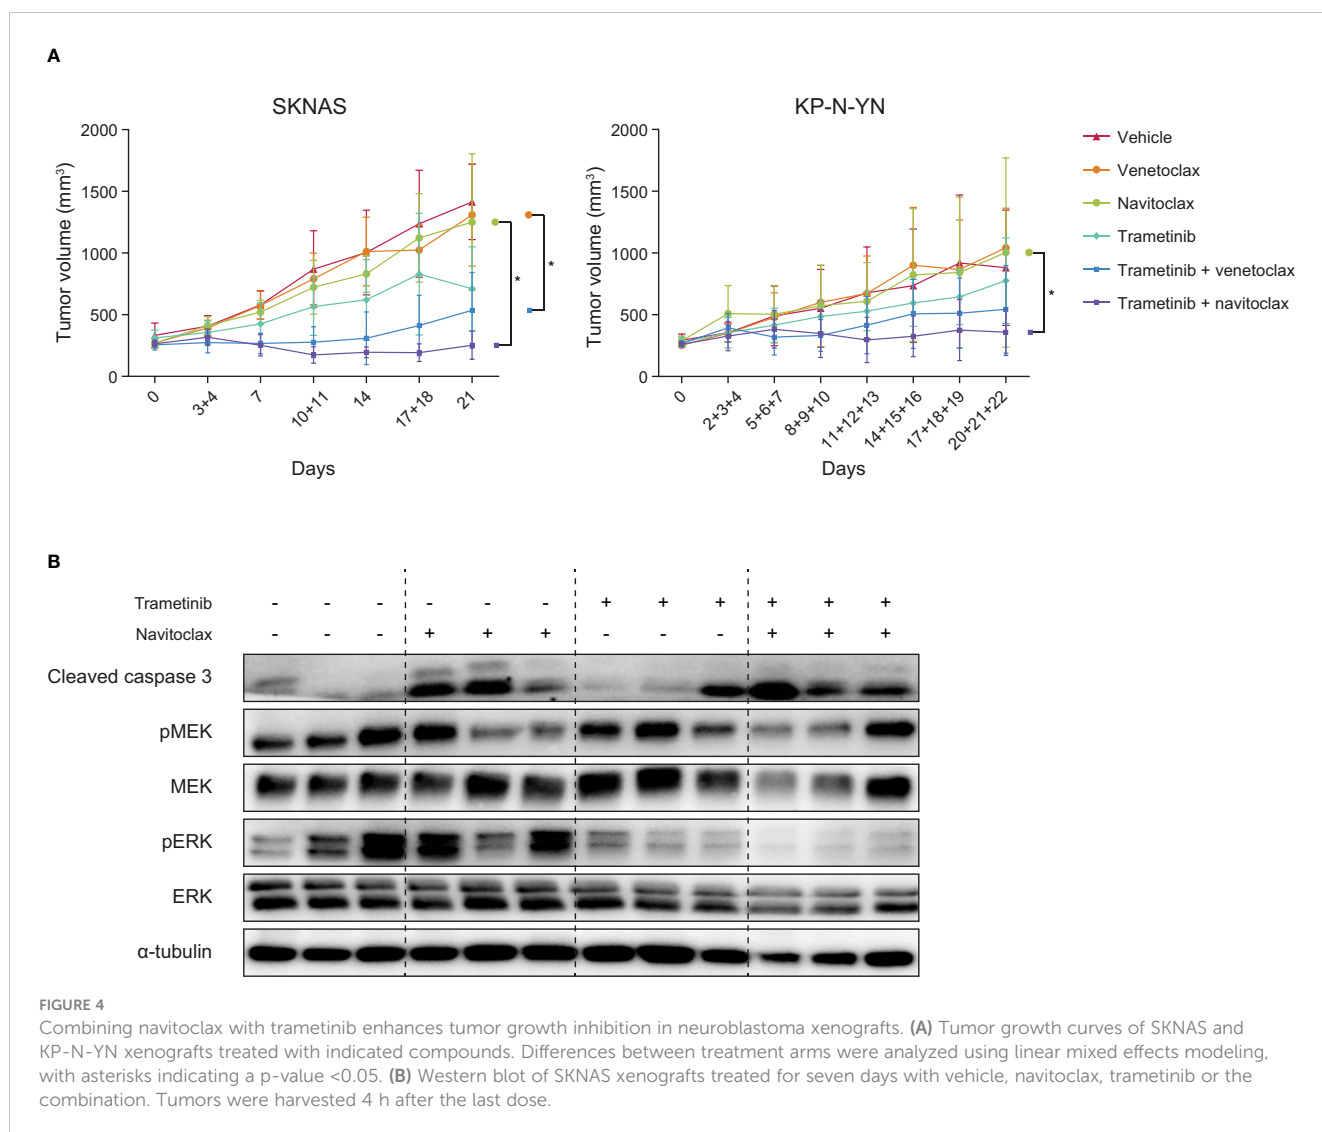 A
SKNAS
KP-N-YN
Tumor volume (mm³)
2000
1500
1000
500
0
0
3+4
7
10+11
14
17+18
21
Days
*
*
Tumor volume (mm³)
2000
1500
1000
500
0
0
2+3+4
5+6+7
8+9+10
11+12+13
14+15+16
17+18+19
20+21+22
Days
*
Vehicle
Venetoclax
Navitoclax
Trametinib
Trametinib + venetoclax
Trametinib + navitoclax
B
Trametinib - - - - - - + + + + + +
Navitoclax - - - + + + - - - + + +
Cleaved caspase 3
pMEK
MEK
pERK
ERK
α-tubulin
FIGURE 4
Combining navitoclax with trametinib enhances tumor growth inhibition in neuroblastoma xenografts. (A) Tumor growth curves of SKNAS and
KP-N-YN xenografts treated with indicated compounds. Differences between treatment arms were analyzed using linear mixed effects modeling,
with asterisks indicating a p-value <0.05. (B) Western blot of SKNAS xenografts treated for seven days with vehicle, navitoclax, trametinib or the
combination. Tumors were harvested 4 h after the last dose.